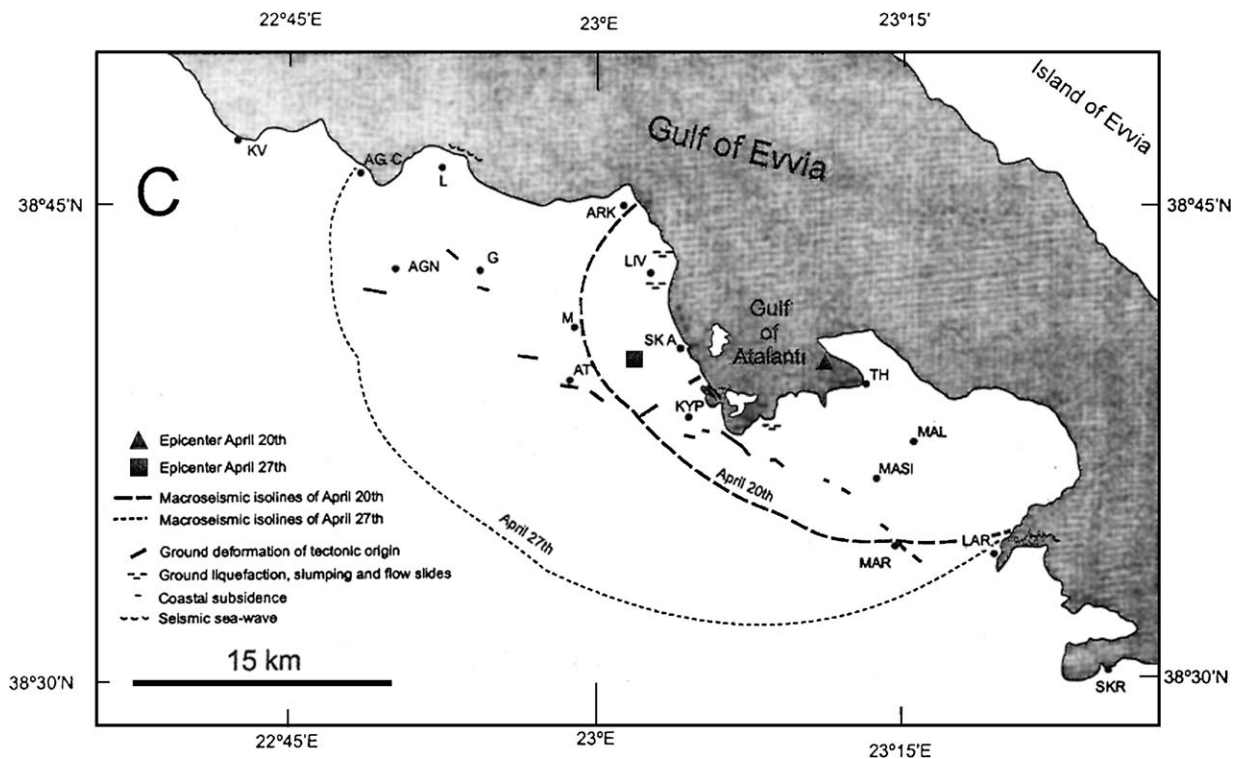 22°45'E 23°E 23°15'
Island of Evvia
Gulf of Evvia
KV
AG C
L
C
38°45'N
38°45'N
ARK
AGN
G
LIV
M
Gulf
of
Atalanti
SKA
AT
TH
KYP
MAL
MASI
April 20th
April 27th
MAR
LAR
Epicenter April 20th
Epicenter April 27th
Macroseismic isolines of April 20th
Macroseismic isolines of April 27th
Ground deformation of tectonic origin
Ground liquefaction, slumping and flow slides
Coastal subsidence
Seismic sea-wave
15 km
38°30'N
38°30'N
SKR
22°45'E 23°E 23°15'E